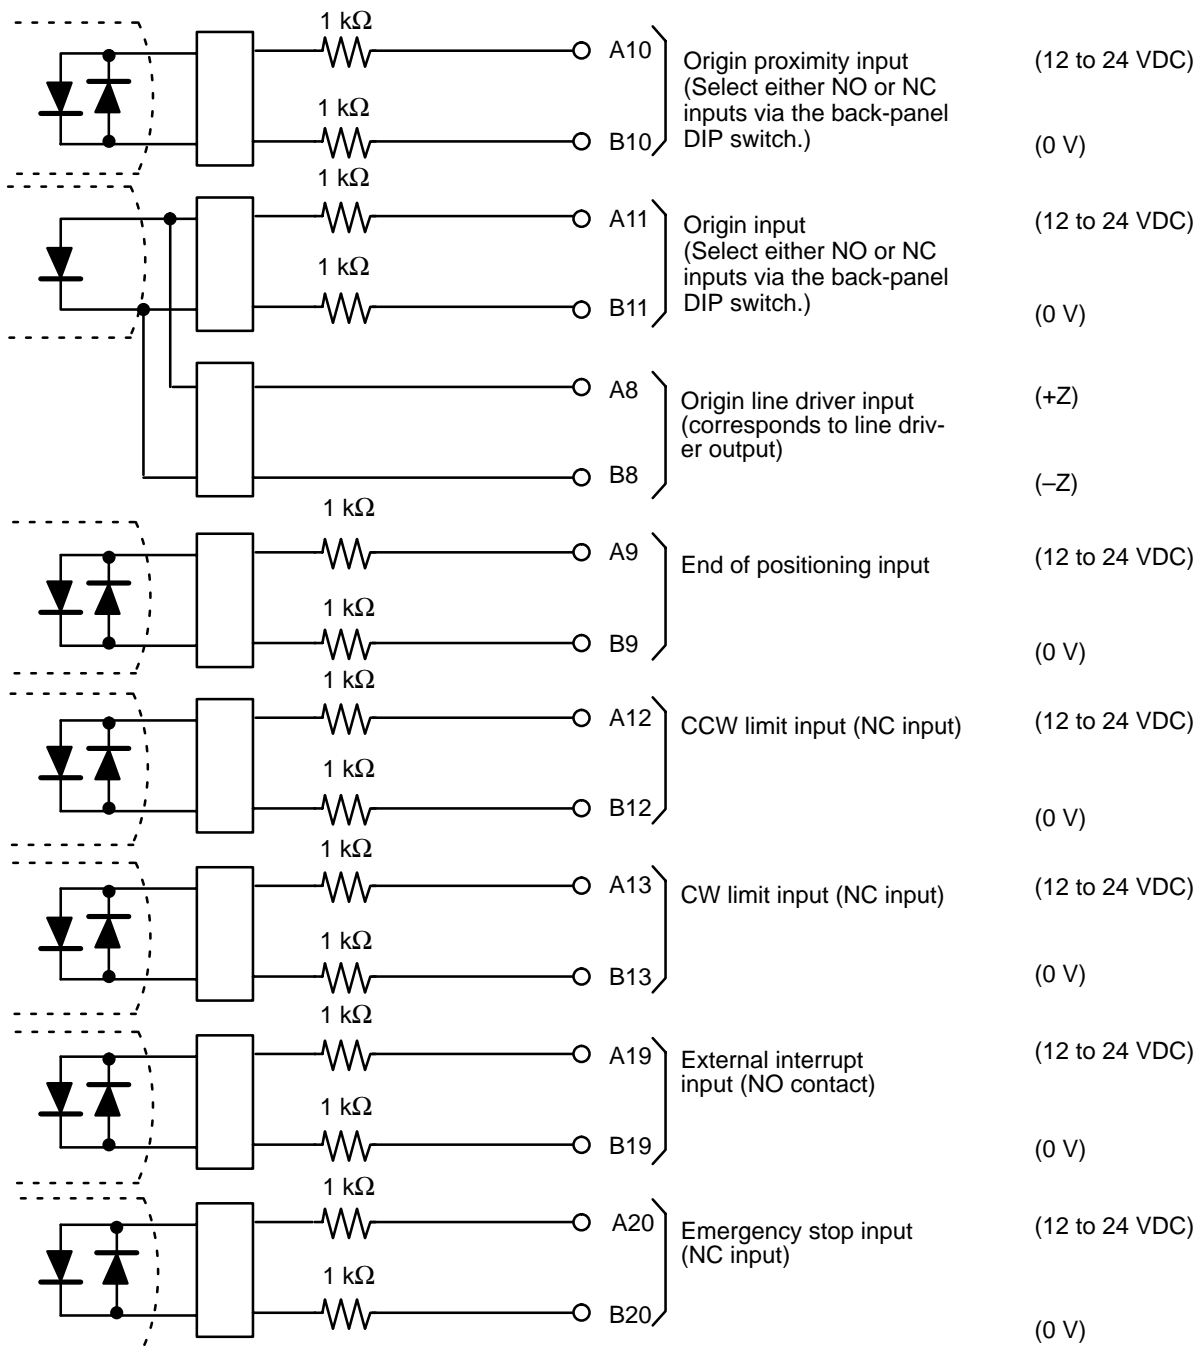 1 kΩ
A10
Origin proximity input
(Select either NO or NC
inputs via the back-panel
DIP switch.)
(12 to 24 VDC)
1 kΩ
B10
(0 V)
1 kΩ
A11
Origin input
(Select either NO or NC
inputs via the back-panel
DIP switch.)
(12 to 24 VDC)
1 kΩ
B11
(0 V)
A8
Origin line driver input
(corresponds to line driv-
er output)
(+Z)
B8
(–Z)
1 kΩ
A9
End of positioning input
(12 to 24 VDC)
1 kΩ
B9
(0 V)
1 kΩ
A12
CCW limit input (NC input)
(12 to 24 VDC)
1 kΩ
B12
(0 V)
1 kΩ
A13
CW limit input (NC input)
(12 to 24 VDC)
1 kΩ
B13
(0 V)
1 kΩ
A19
External interrupt
input (NO contact)
(12 to 24 VDC)
1 kΩ
B19
(0 V)
1 kΩ
A20
Emergency stop input
(NC input)
(12 to 24 VDC)
1 kΩ
B20
(0 V)